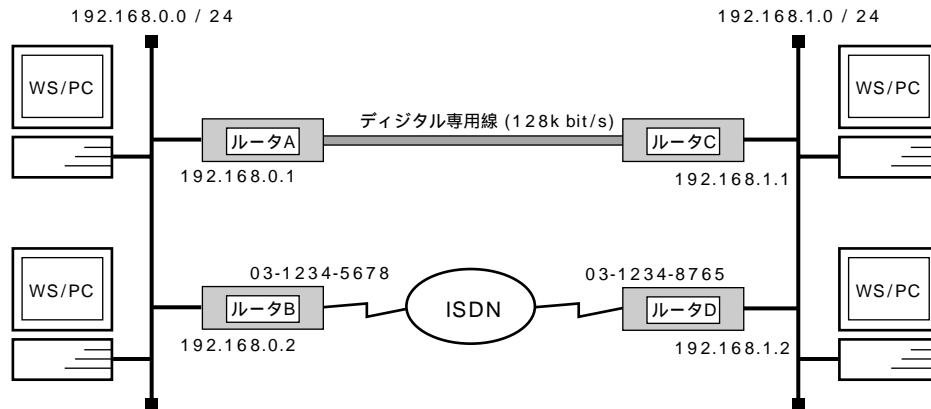 192.168.0.0 / 24
192.168.1.0 / 24
WS/PC
WS/PC
ディジタル専用線 (128k bit/s)
ルータA
ルータC
192.168.0.1
192.168.1.1
03-1234-5678
03-1234-8765
WS/PC
WS/PC
ルータB
ISDN
ルータD
192.168.0.2
192.168.1.2